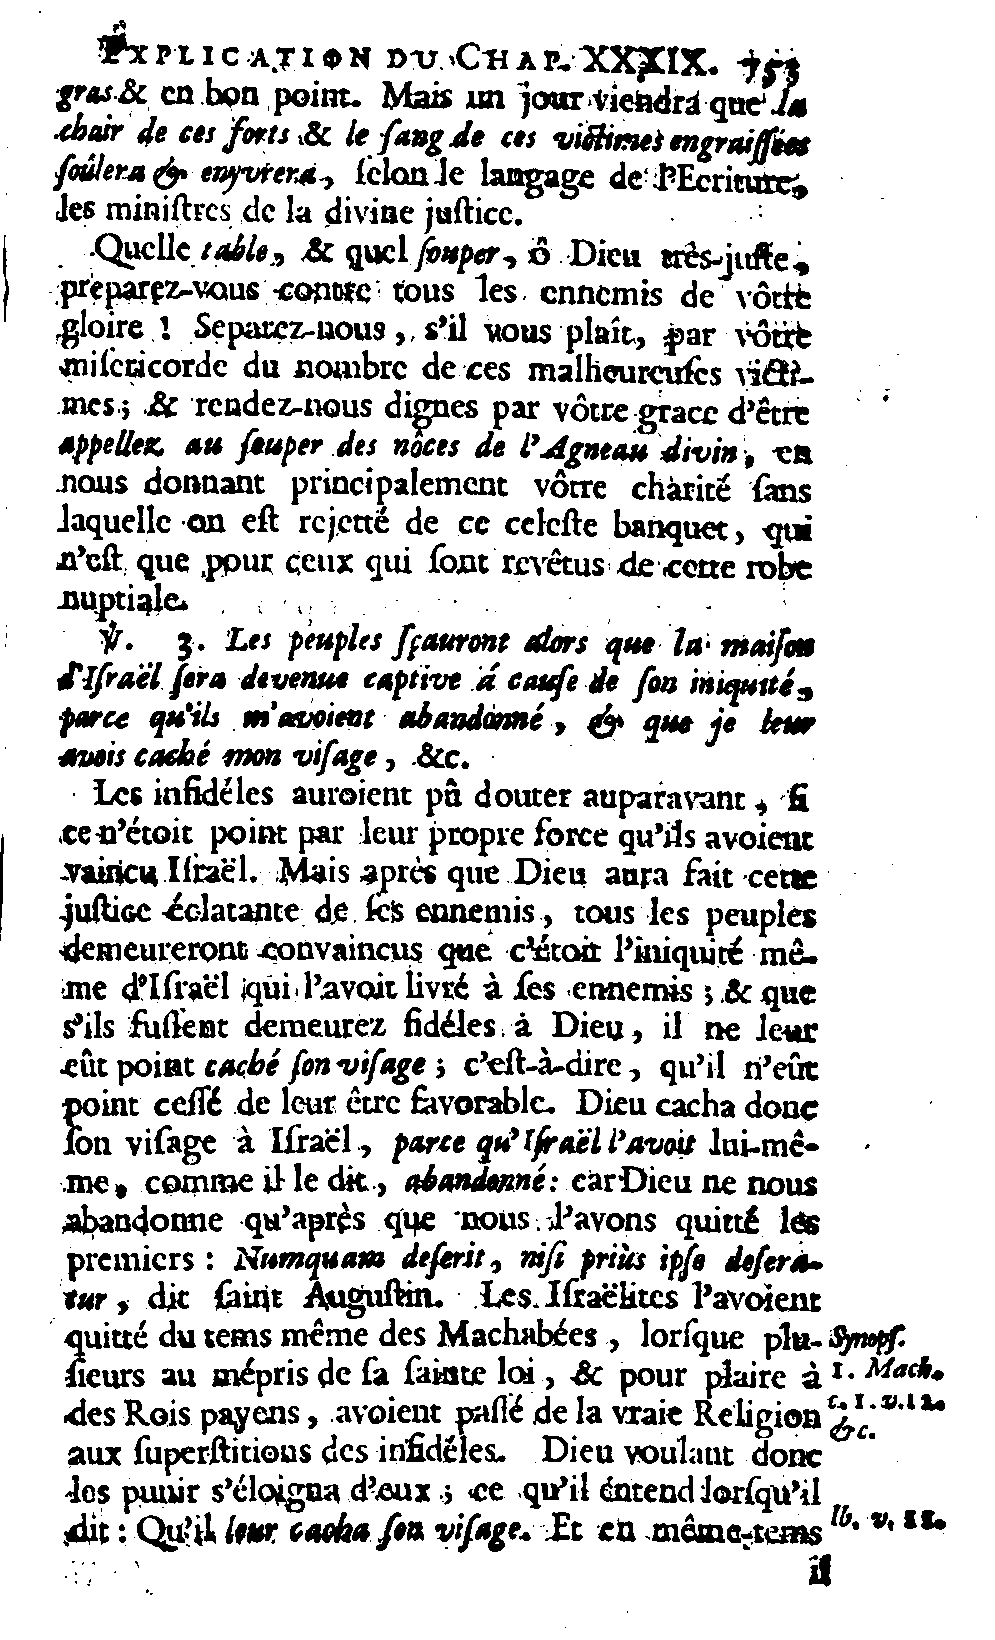 EXPLICATION DU CHAP. XXXIX. 753
gras & en bon point. Mais un jour viendra que la
chair de ces forts & le ſang de ces victimes engraiſſées
ſoûlera & enyvrera, ſelon le langage de l'Ecriture,
les miniſtres de la divine juſtice.
Quelle table, & quel ſouper, ô Dieu très-juſte,
preparez-vous contre tous les ennemis de vôtre
gloire ! Separez-nous, s'il vous plaît, par vôtre
miſericorde du nombre de ces malheureuſes victi-
mes; & rendez-nous dignes par vôtre grace d'être
appellez au ſouper des nôces de l'Agneau divin, en
nous donnant principalement vôtre charité ſans
laquelle on eſt rejetté de ce celeſte banquet, qui
n'eſt que pour ceux qui ſont revêtus de cette robe
nuptiale.
℣. 3. Les peuples ſçauront alors que la maiſon
d'Iſraël ſera devenue captive á cauſe de ſon iniquité,
parce qu'ils m'avoient abandonné, & que je leur
avois caché mon viſage, &c.
Les infidéles auroient pû douter auparavant, ſi
ce n'étoit point par leur propre force qu'ils avoient
vaincu Iſraël. Mais après que Dieu aura fait cette
juſtice éclatante de ſes ennemis, tous les peuples
demeureront convaincus que c'étoit l'iniquité mê-
me d'Iſraël qui l'avoit livré à ſes ennemis; & que
s'ils fuſſent demeurez fidéles à Dieu, il ne leur
eût point caché ſon viſage; c'eſt-à-dire, qu'il n'eût
point ceſſé de leur être favorable. Dieu cacha donc
ſon viſage à Iſraël, parce qu'Iſraël l'avoit lui-mê-
me, comme il le dit, abandonné: car Dieu ne nous
abandonne qu'après que nous l'avons quitté les
premiers : Numquam deſerit, niſi priùs ipſe deſera-
tur, dit ſaint Auguſtin. Les Iſraëlites l'avoient
quitté du tems même des Machabées, lorſque plu- Synopſ.
ſieurs au mépris de ſa ſainte loi, & pour plaire à 1. Mach.
des Rois payens, avoient paſſé de la vraie Religion c. 1. v. 12.
&c.
aux ſuperſtitions des infidéles. Dieu voulant donc
les punir s'éloigna d'eux; ce qu'il entend lorſqu'il
dit : Qu'il leur cacha ſon viſage. Et en même-tems Ib. v. 11.
il